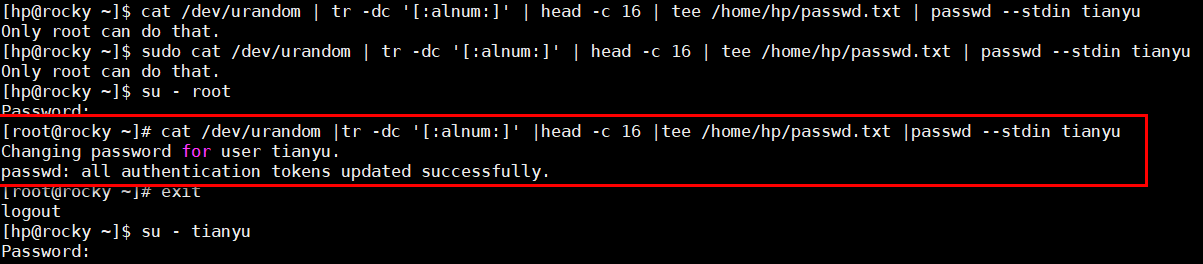 [hp@rocky ~]$ cat /dev/urandom | tr -dc '[:alnum:]' | head -c 16 | tee /home/hp/passwd.txt | passwd --stdin tianyu
Only root can do that.
[hp@rocky ~]$ sudo cat /dev/urandom | tr -dc '[:alnum:]' | head -c 16 | tee /home/hp/passwd.txt | passwd --stdin tianyu
Only root can do that.
[hp@rocky ~]$ su - root
Password:
[root@rocky ~]# cat /dev/urandom |tr -dc '[:alnum:]' |head -c 16 |tee /home/hp/passwd.txt |passwd --stdin tianyu
Changing password for user tianyu.
passwd: all authentication tokens updated successfully.
[root@rocky ~]# exit
logout
[hp@rocky ~]$ su - tianyu
Password: